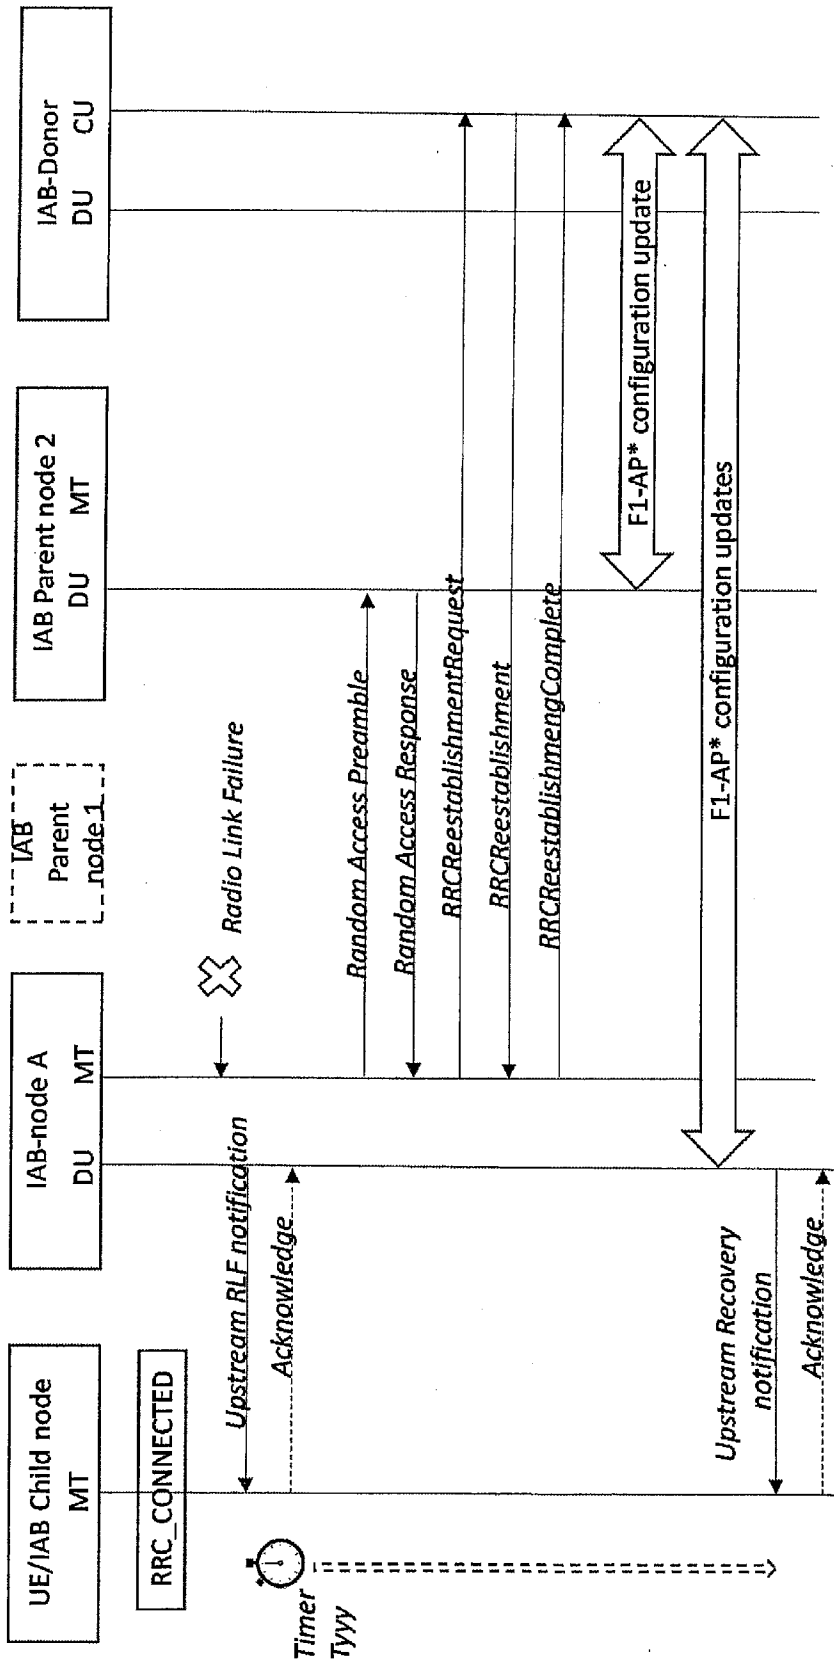 UE/IAB Child node
MT
IAB-node A
DU MT
IAB
Parent
node 1
IAB Parent node 2
DU MT
IAB-Donor
DU CU
RRC_CONNECTED
Radio Link Failure
Upstream RLF notification
Timer
Tyyy
Acknowledge
Random Access Preamble
Random Access Response
RRCReestablishmentRequest
RRCReestablishment
RRCReestablishmengComplete
F1-AP* configuration update
F1-AP* configuration updates
Upstream Recovery
notification
Acknowledge